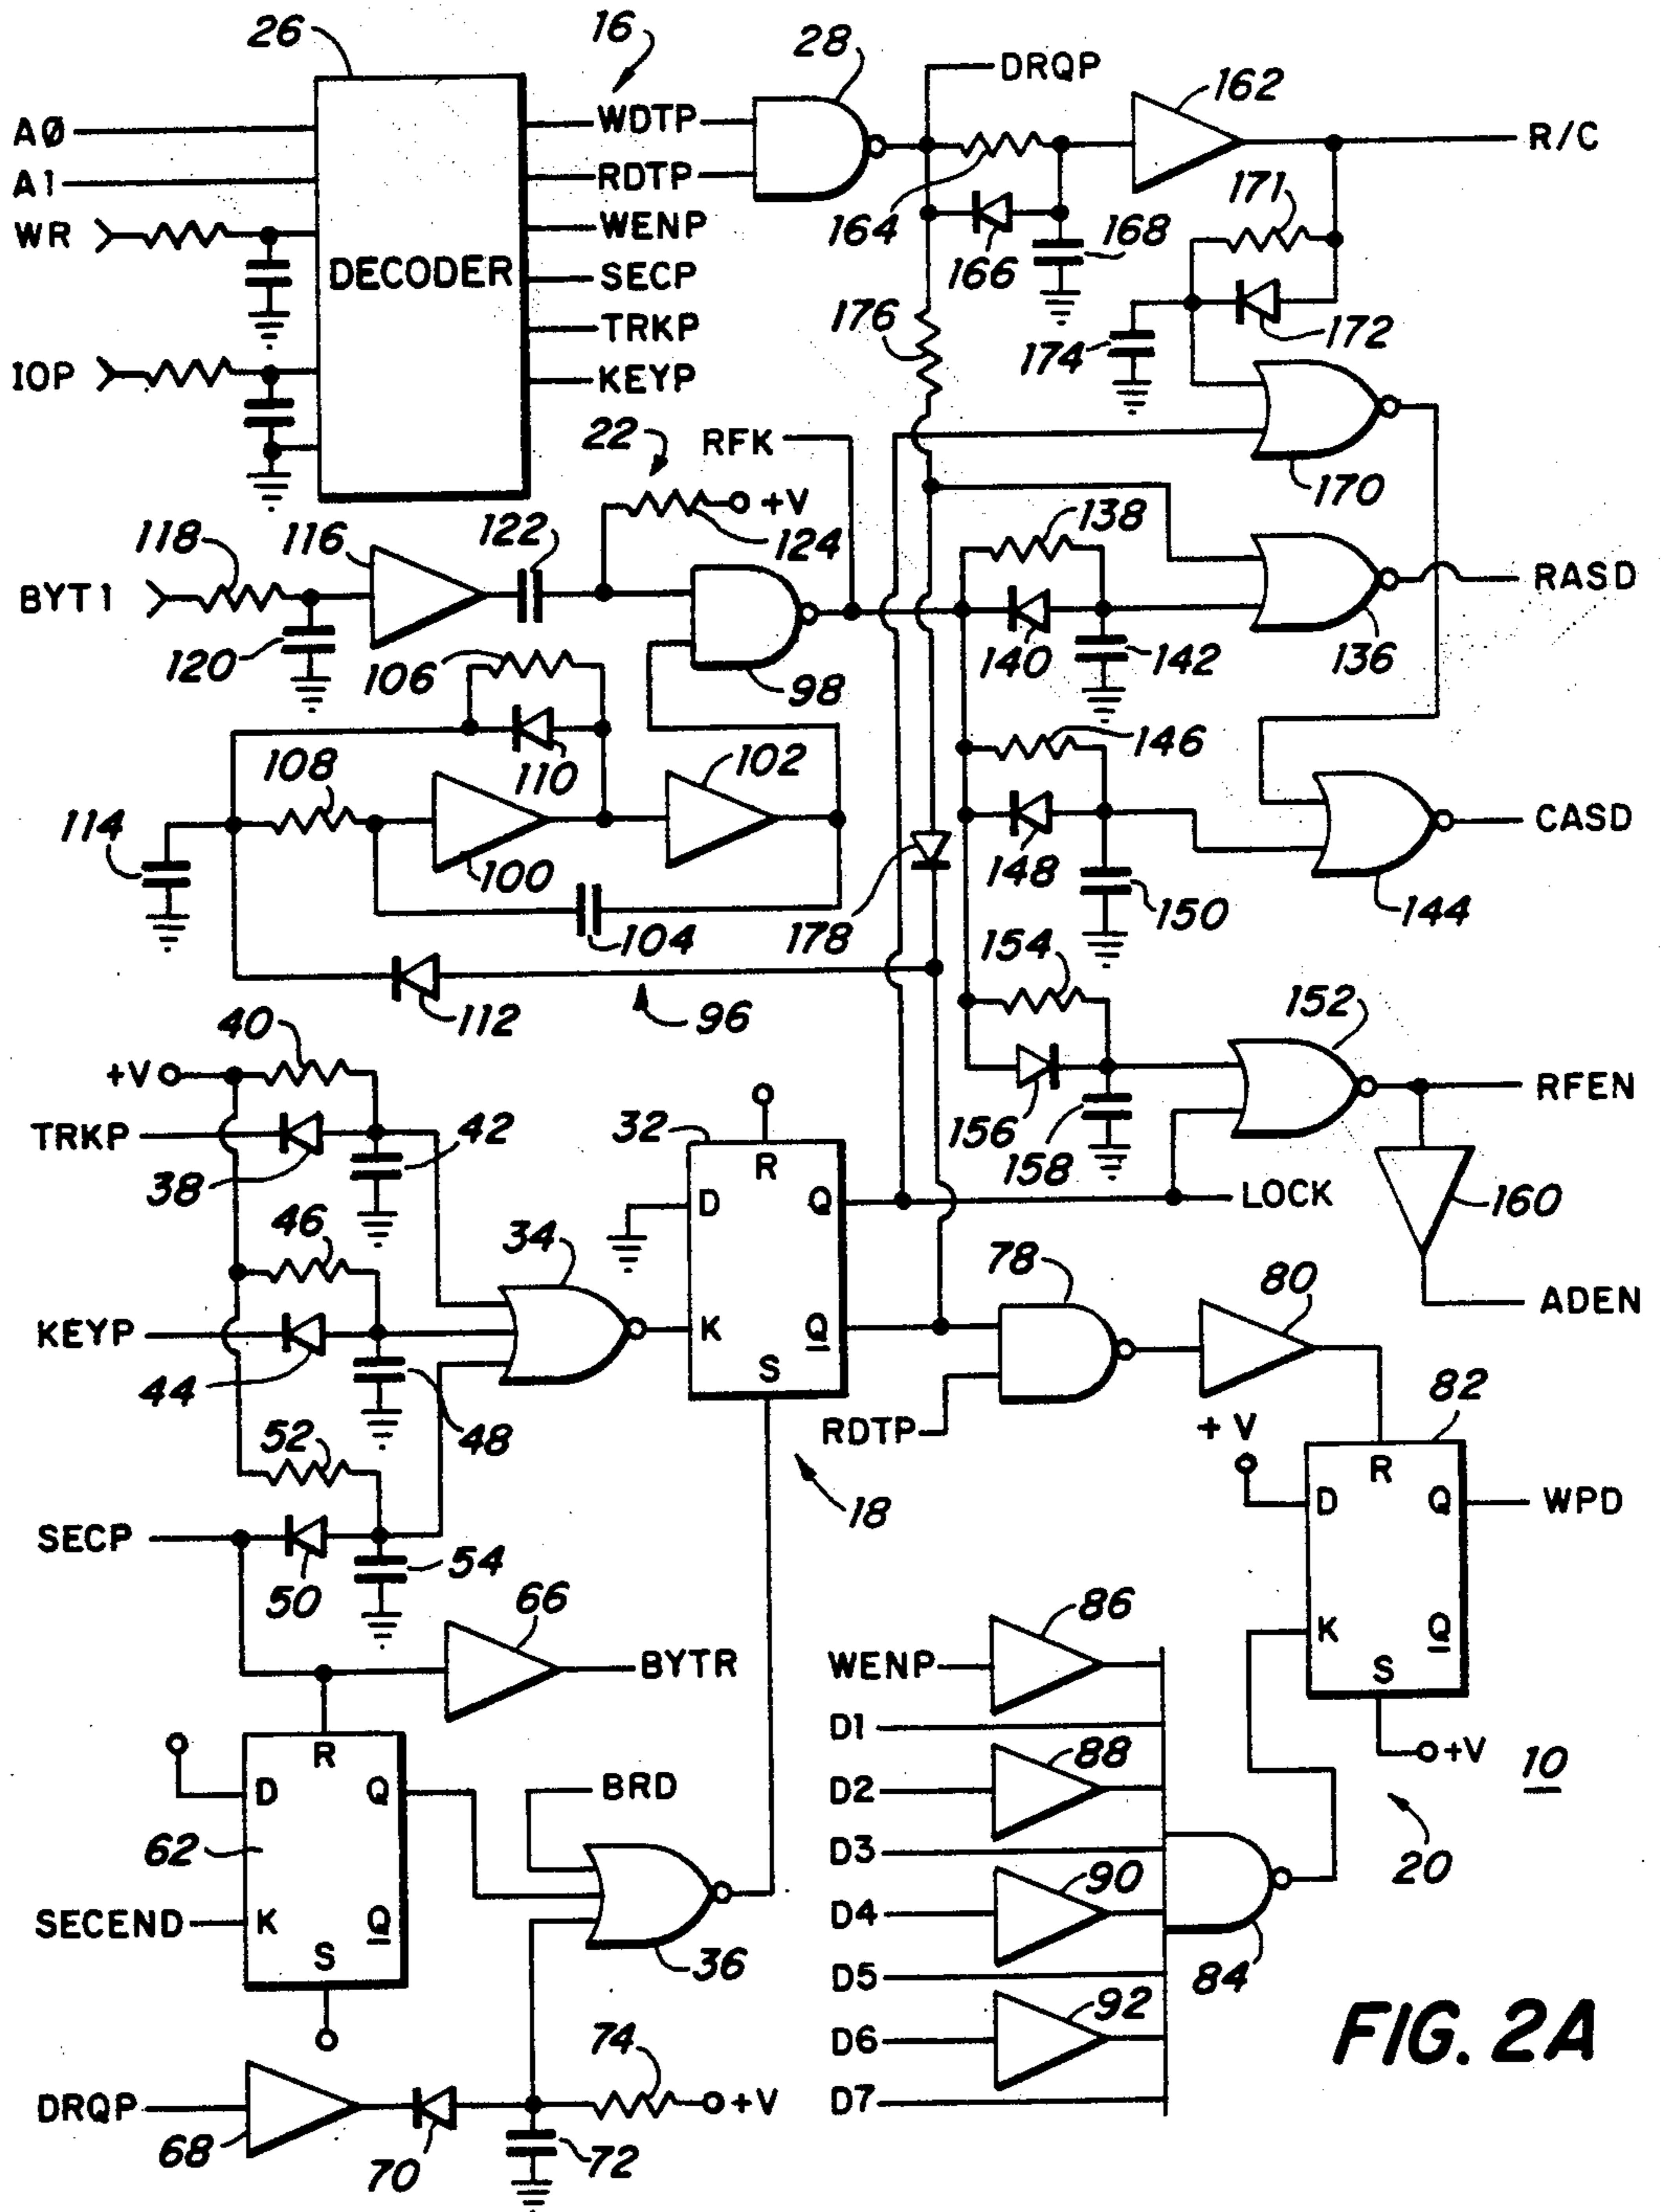 26
16
28
DRQP
162
AØ
WDTP
R/C
A1
RDTP
164
171
WR
WENP
166
168
DECODER
SECP
176
174
172
IOP
TRKP
KEYP
22
RFK
170
+V
124
118
116
122
138
BYT1
RASD
120
106
98
140
142
136
108
110
102
146
114
100
148
CASD
178
150
144
104
154
112
96
152
40
+V
RFEN
TRKP
42
32
R
156
158
38
D
Q
LOCK
160
46
34
78
80
ADEN
KEYP
K
Q
44
48
S
82
52
RDTP
+V
R
D
Q
WPD
SECP
18
50
54
66
86
K
Q
BYTR
WENP
S
D1
88
+V
10
R
D
Q
BRD
D2
62
D3
90
20
SECEND
K
Q
D4
S
36
D5
84
92
74
D6
FIG. 2A
DRQP
+V
D7
68
70
72